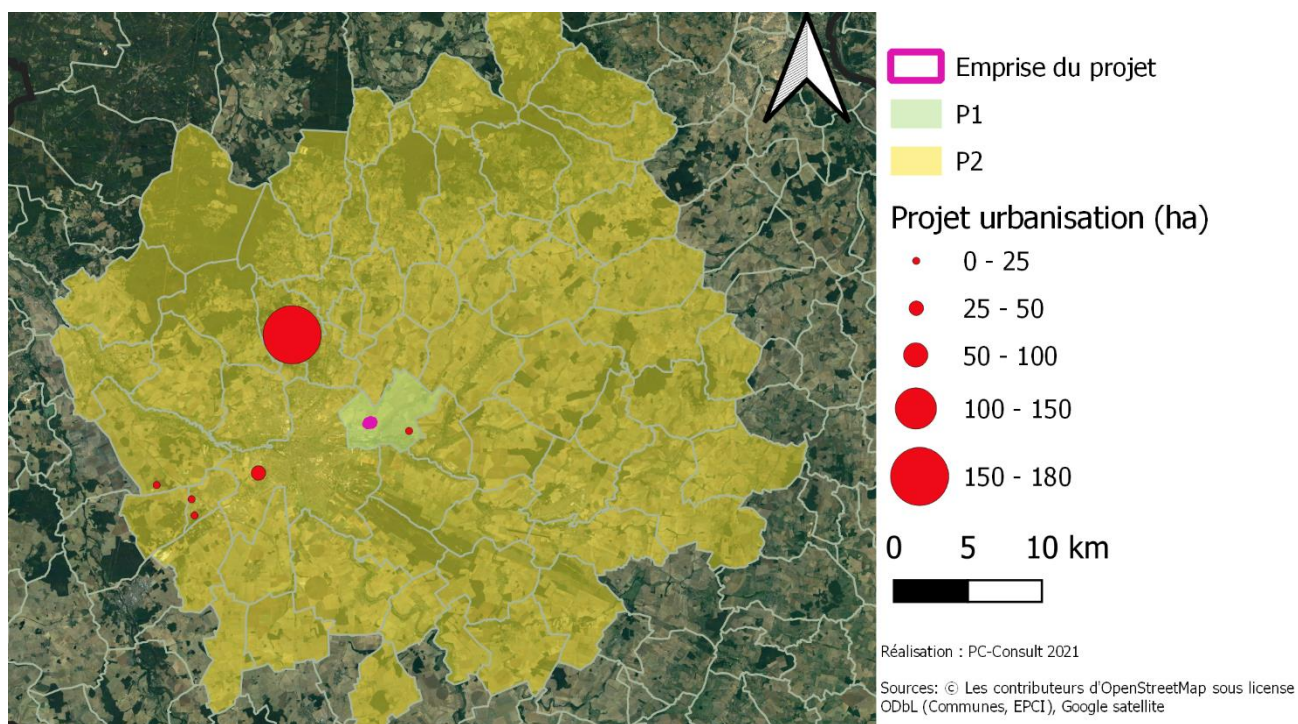 Emprise du projet
P1
P2
Projet urbanisation (ha)
0 - 25
25 - 50
50 - 100
100 - 150
150 - 180
0 5 10 km
Réalisation : PC-Consult 2021
Sources: © Les contributeurs d'OpenStreetMap sous license
ODbL (Communes, EPCI), Google satellite